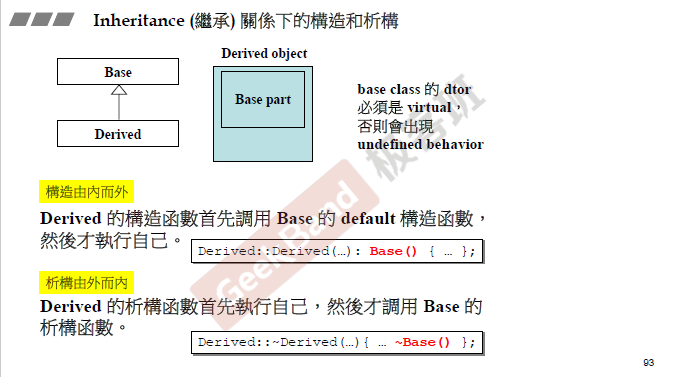 Inheritance (繼承) 關係下的構造和析構
Derived object
Base
Base part
Derived
base class 的 dtor
必須是 virtual，
否則會出現
undefined behavior
構造由內而外
Derived 的構造函數首先調用 Base 的 default 構造函數，
然後才執行自己。
Derived::Derived(…): Base() { … };
析構由外而內
Derived 的析構函數首先執行自己，然後才調用 Base 的
析構函數。
Derived::~Derived(…){ … ~Base() };
GeekBand 极客班
93